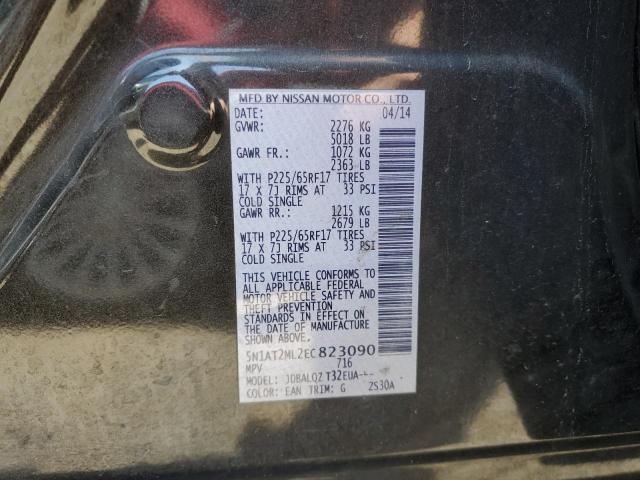 MFD BY NISSAN MOTOR CO., LTD.
DATE: 04/14
GVWR: 2276 KG
5018 LB
GAWR FR.: 1072 KG
2363 LB
WITH P225/65RF17 TIRES
17 X 7J RIMS AT 33 PSI
COLD SINGLE
GAWR RR.: 1215 KG
2679 LB
WITH P225/65RF17 TIRES
17 X 7J RIMS AT 33 PSI
COLD SINGLE
THIS VEHICLE CONFORMS TO
ALL APPLICABLE FEDERAL
MOTOR VEHICLE SAFETY AND
THEFT PREVENTION
STANDARDS IN EFFECT ON
THE DATE OF MANUFACTURE
5N1AT2ML2EC823090
MPV 716
MODEL: JDBALQZ T32EUA--
COLOR: EAN TRIM: G 2S30A